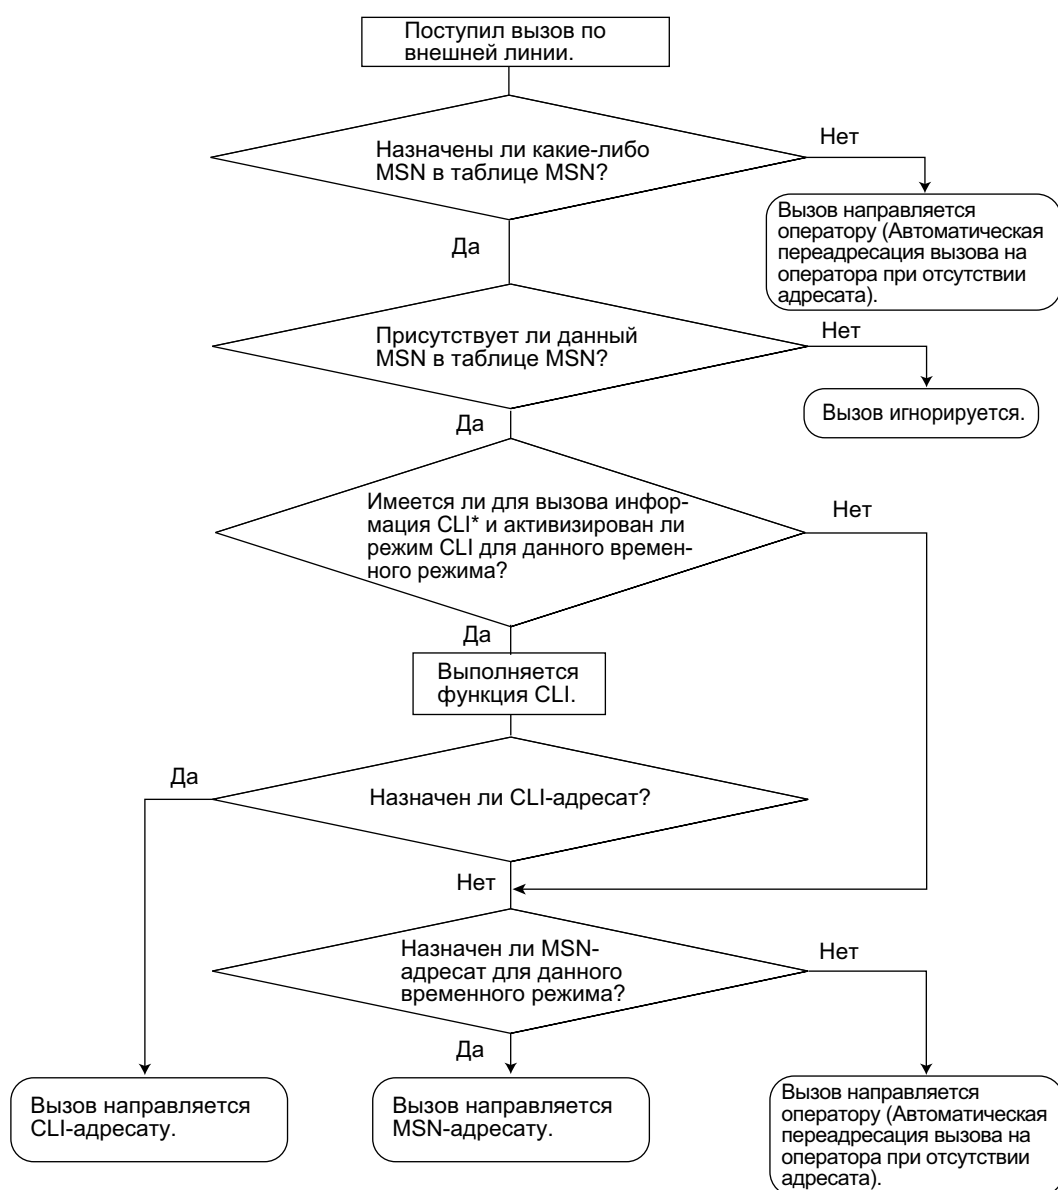 Поступил вызов по
внешней линии.
Назначены ли какие-либо
MSN в таблице MSN?
Нет
Вызов направляется
оператору (Автоматическая
переадресация вызова на
оператора при отсутствии
адресата).
Да
Присутствует ли данный
MSN в таблице MSN?
Нет
Вызов игнорируется.
Да
Имеется ли для вызова инфор-
мация CLI* и активизирован ли
режим CLI для данного времен-
ного режима?
Нет
Да
Выполняется
функция CLI.
Да
Назначен ли CLI-адресат?
Нет
Назначен ли MSN-
адресат для данного
временного режима?
Нет
Да
Вызов направляется
CLI-адресату.
Вызов направляется
MSN-адресату.
Вызов направляется
оператору (Автоматическая
переадресация вызова на
оператора при отсутствии
адресата).